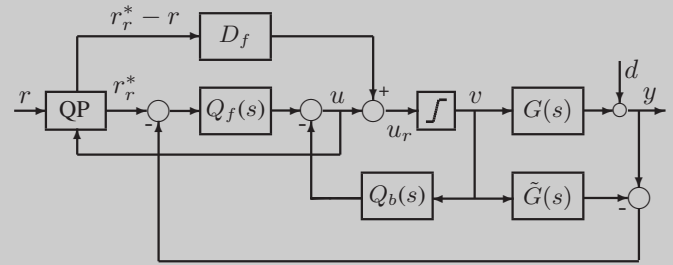 r_r^* − r
D_f
r
QP
r_r^*
-
Q_f(s)
-
u
+
u_r
v
G(s)
d
y
Q_b(s)
G̃(s)
-